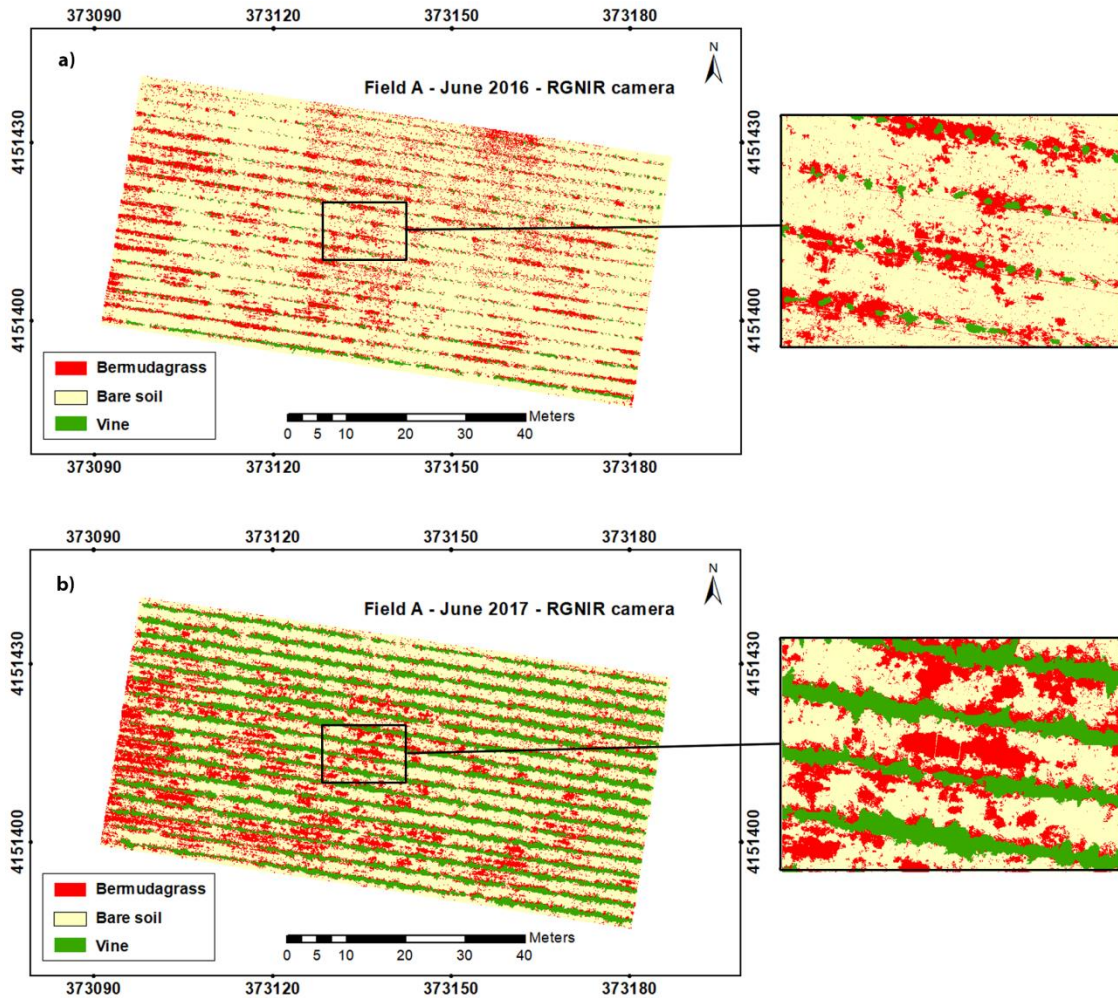 373090 373120 373150 373180
a)
N
Field A - June 2016 - RGNIR camera
4151430 4151430
4151400 4151400
Bermudagrass
Bare soil
Vine
Meters
0 5 10 20 30 40
373090 373120 373150 373180
373090 373120 373150 373180
b)
N
Field A - June 2017 - RGNIR camera
4151430 4151430
4151400 4151400
Bermudagrass
Bare soil
Vine
Meters
0 5 10 20 30 40
373090 373120 373150 373180